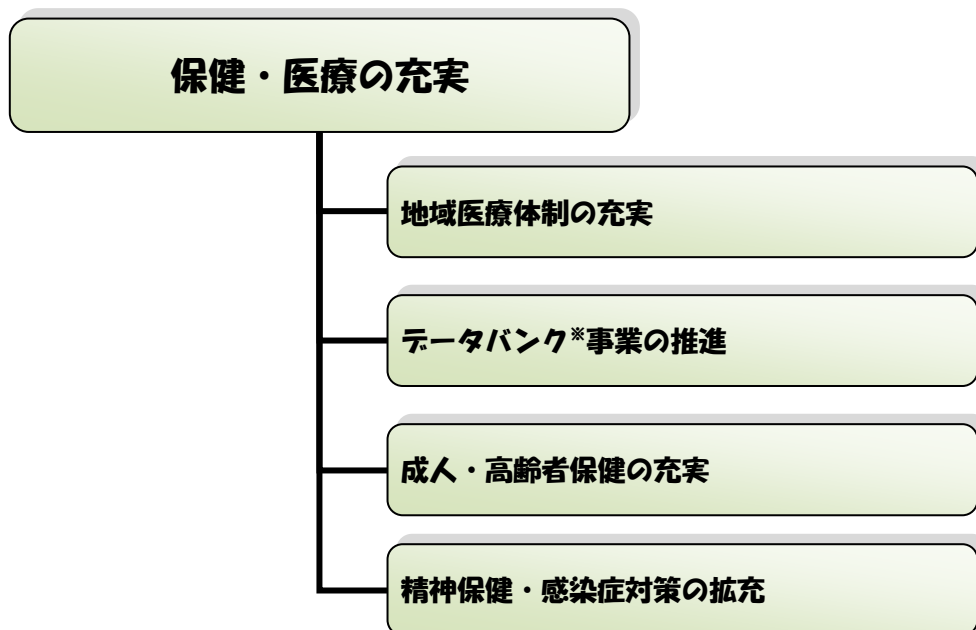 保健・医療の充実
地域医療体制の充実
データバンク※事業の推進
成人・高齢者保健の充実
精神保健・感染症対策の拡充